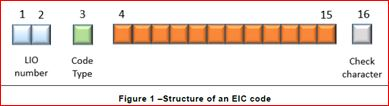 1 2 3 4 15 16
LIO number
Code Type
Check character
Figure 1 –Structure of an EIC code